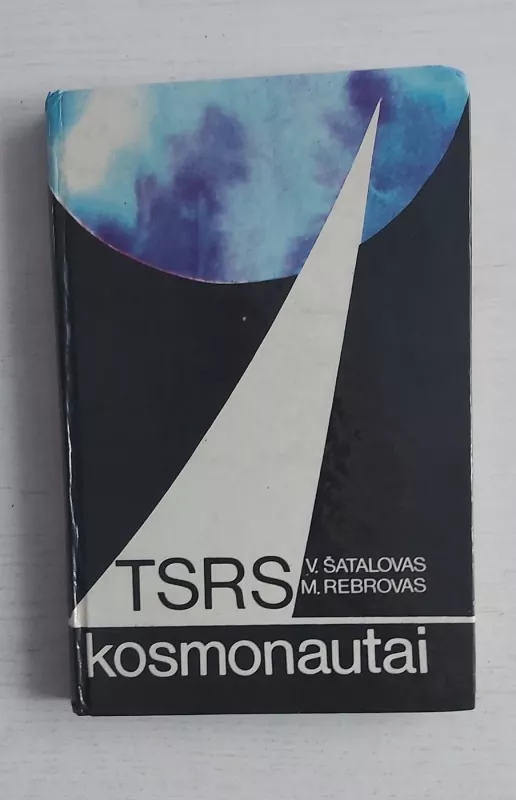 V. ŠATALOVAS
M. REBROVAS
TSRS
kosmonautai